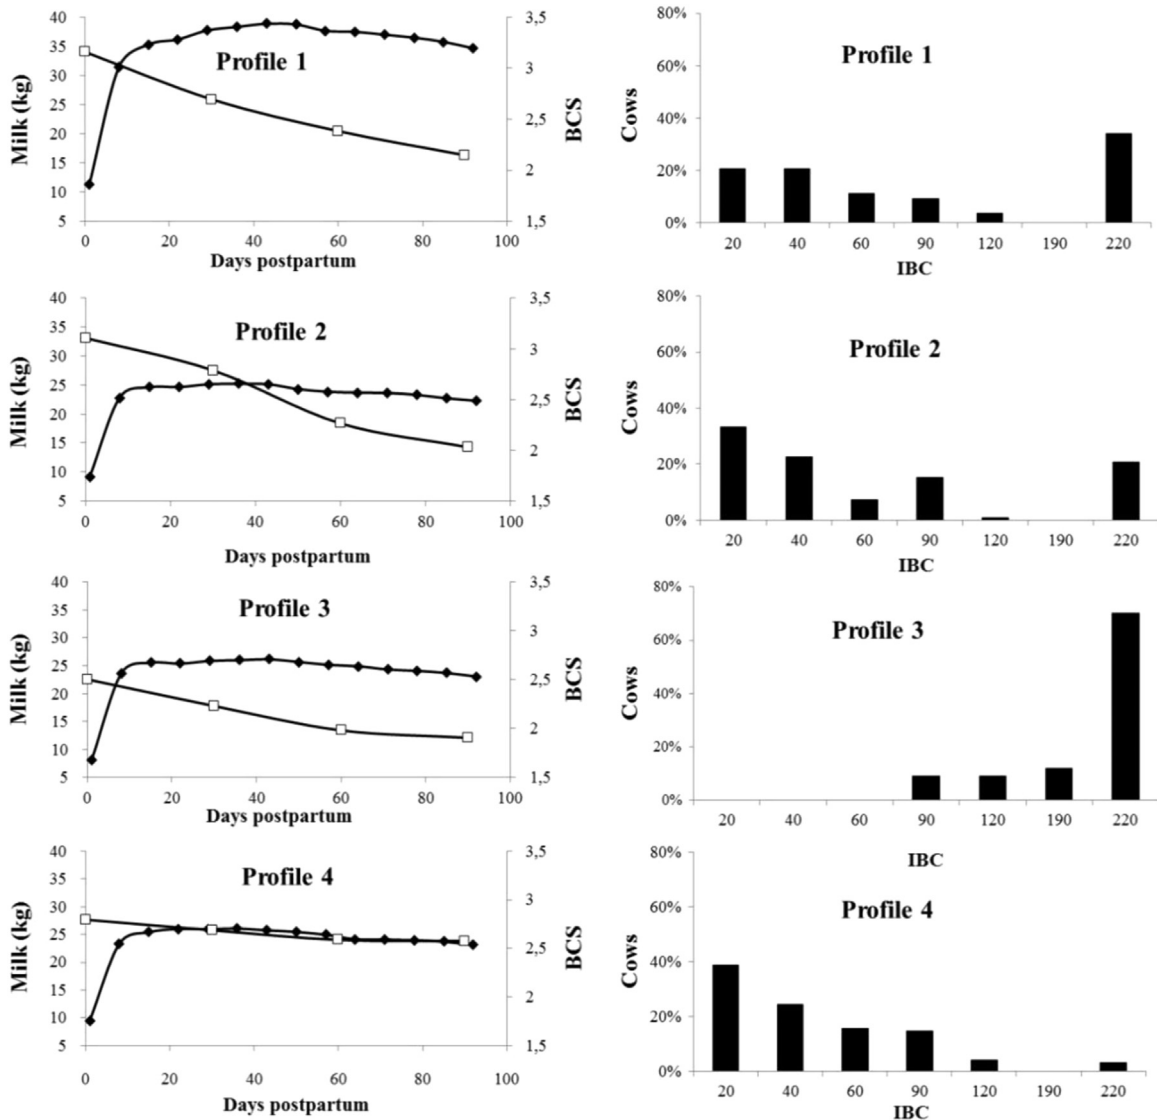 Profile 1
Milk (kg)
40
35
30
25
20
15
10
5
3,5
3
2,5
2
1,5
BCS
0 20 40 60 80 100
Days postpartum
Profile 1
Cows
80%
60%
40%
20%
0%
20 40 60 90 120 190 220
IBC
Profile 2
Milk (kg)
40
35
30
25
20
15
10
5
3,5
3
2,5
2
1,5
BCS
0 20 40 60 80 100
Days postpartum
Profile 2
Cows
80%
60%
40%
20%
0%
20 40 60 90 120 190 220
IBC
Profile 3
Milk (kg)
40
35
30
25
20
15
10
5
3,5
3
2,5
2
1,5
BCS
0 20 40 60 80 100
Days postpartum
Profile 3
Cows
80%
60%
40%
20%
0%
20 40 60 90 120 190 220
IBC
Profile 4
Milk (kg)
40
35
30
25
20
15
10
5
3,5
3
2,5
2
1,5
BCS
0 20 40 60 80 100
Days postpartum
Profile 4
Cows
80%
60%
40%
20%
0%
20 40 60 90 120 190 220
IBC